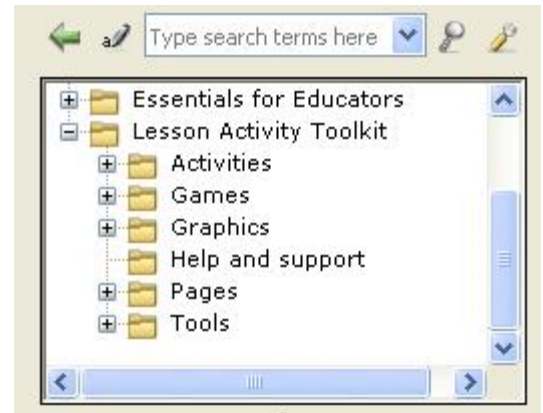 a
Type search terms here
Essentials for Educators
Lesson Activity Toolkit
Activities
Games
Graphics
Help and support
Pages
Tools